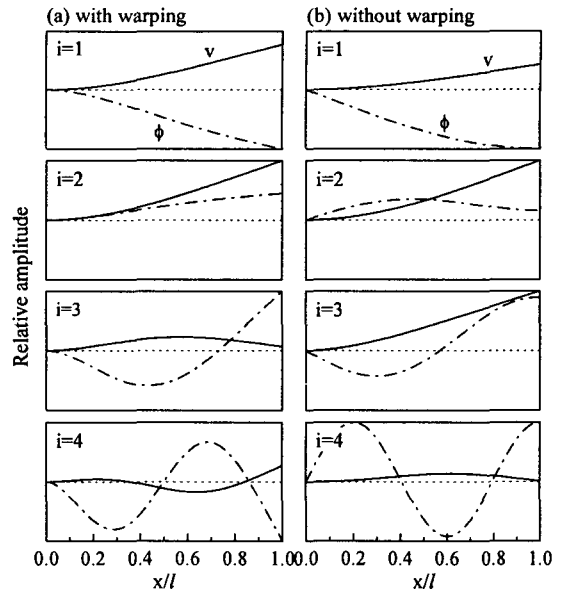 (a) with warping
(b) without warping
i=1
v
ϕ
i=1
v
ϕ
i=2
i=2
i=3
i=3
i=4
i=4
Relative amplitude
0.0 0.2 0.4 0.6 0.8 1.0
0.0 0.2 0.4 0.6 0.8 1.0
x/l
x/l